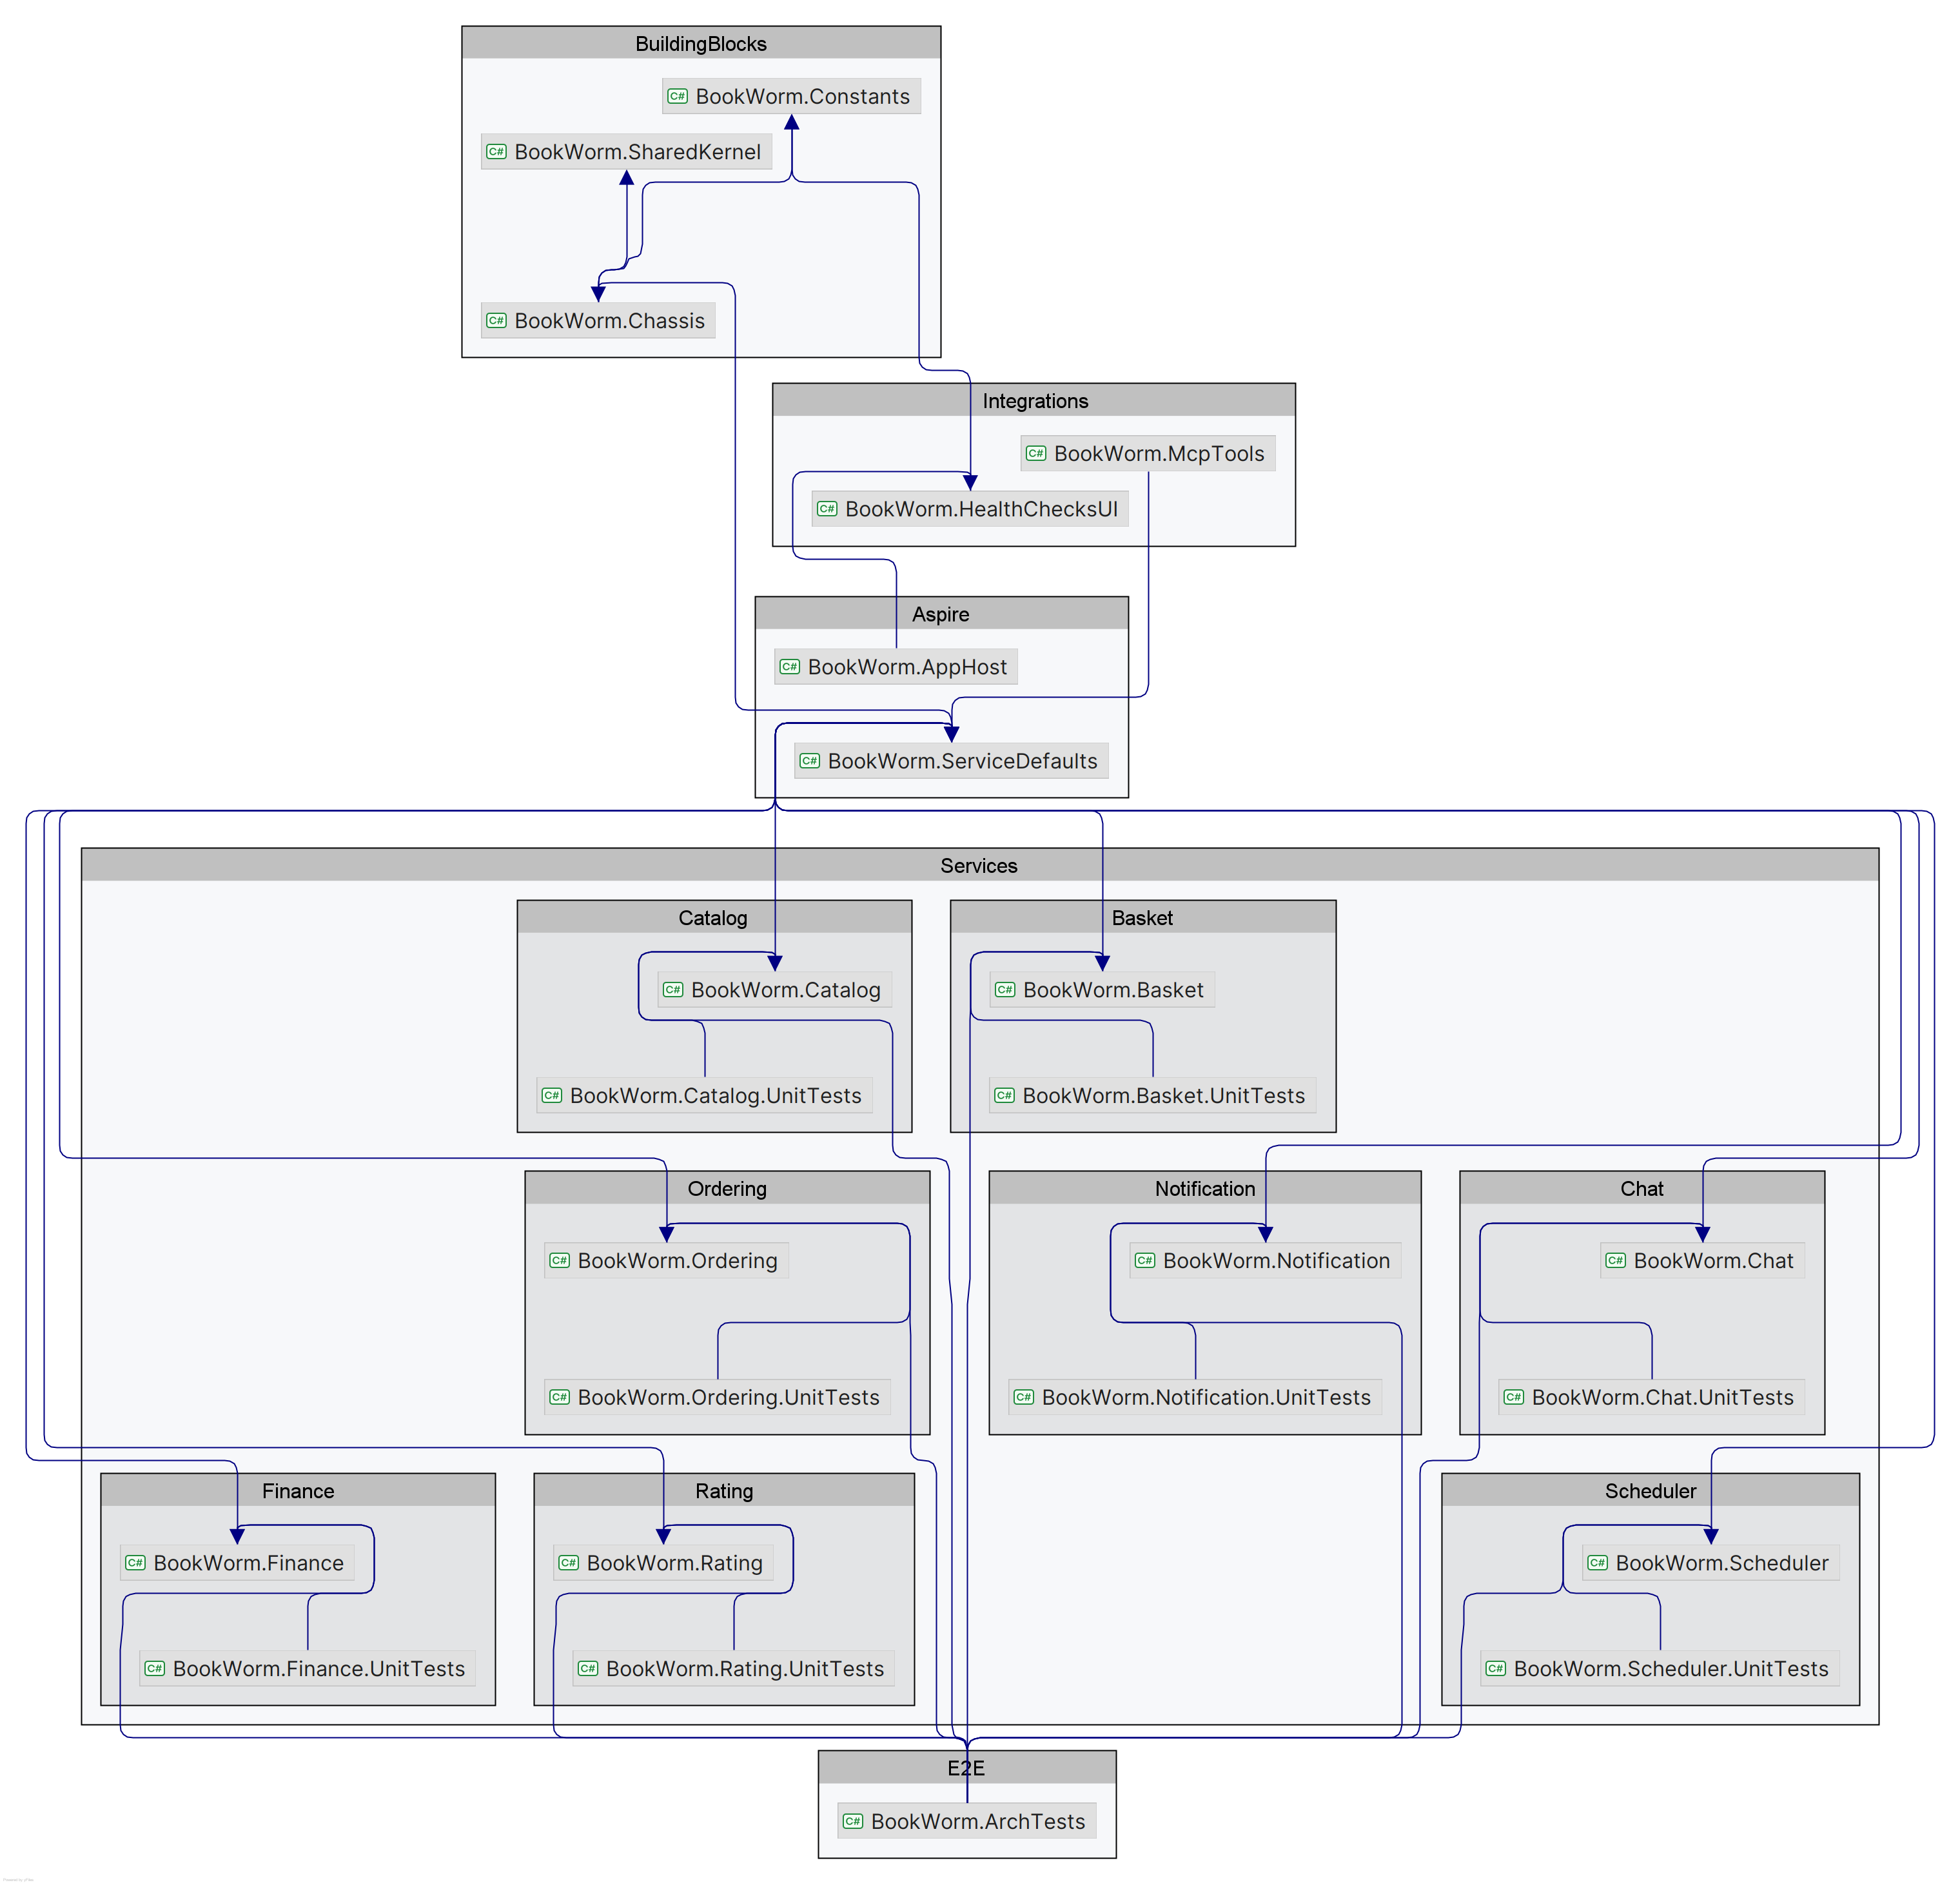 BuildingBlocks
C# BookWorm.Constants
C# BookWorm.SharedKernel
C# BookWorm.Chassis
Integrations
C# BookWorm.McpTools
C# BookWorm.HealthChecksUI
Aspire
C# BookWorm.AppHost
C# BookWorm.ServiceDefaults
Services
Catalog
C# BookWorm.Catalog
C# BookWorm.Catalog.UnitTests
Basket
C# BookWorm.Basket
C# BookWorm.Basket.UnitTests
Ordering
C# BookWorm.Ordering
C# BookWorm.Ordering.UnitTests
Notification
C# BookWorm.Notification
C# BookWorm.Notification.UnitTests
Chat
C# BookWorm.Chat
C# BookWorm.Chat.UnitTests
Finance
C# BookWorm.Finance
C# BookWorm.Finance.UnitTests
Rating
C# BookWorm.Rating
C# BookWorm.Rating.UnitTests
Scheduler
C# BookWorm.Scheduler
C# BookWorm.Scheduler.UnitTests
E2E
C# BookWorm.ArchTests